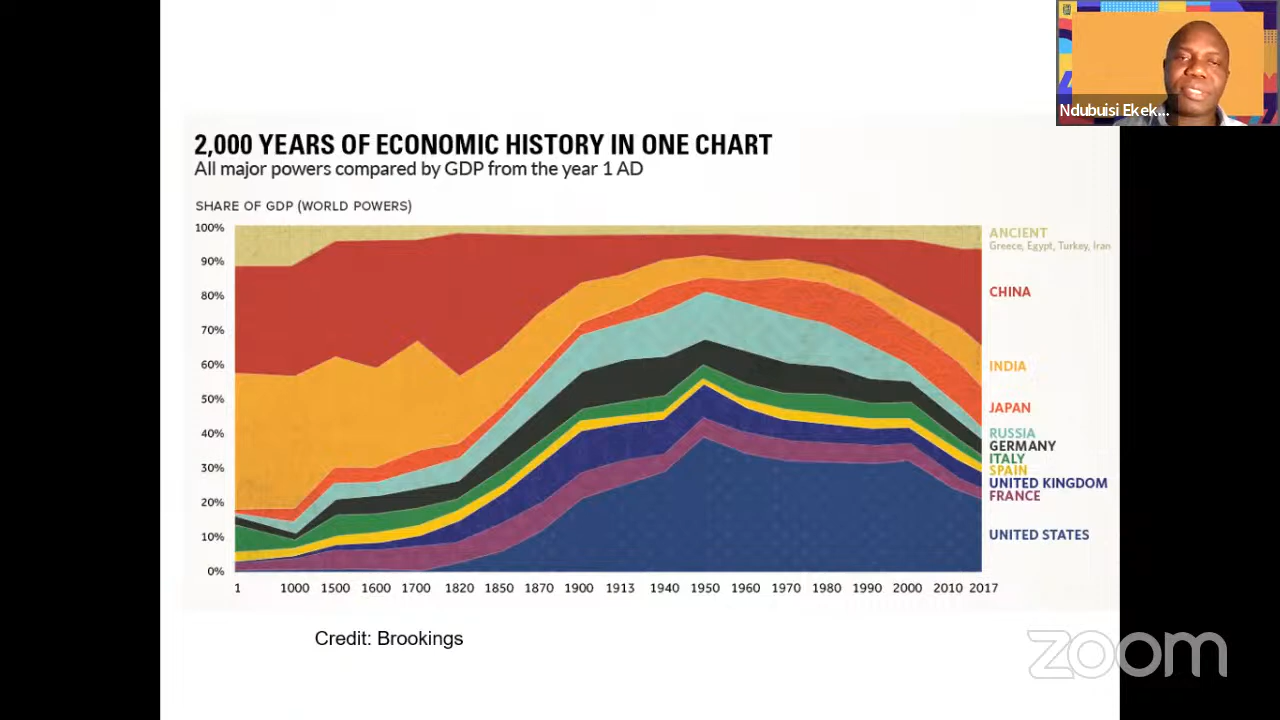 Ndubuisi Ekek...
2,000 YEARS OF ECONOMIC HISTORY IN ONE CHART
All major powers compared by GDP from the year 1 AD
SHARE OF GDP (WORLD POWERS)
100%
90%
80%
70%
60%
50%
40%
30%
20%
10%
0%
ANCIENT
Greece, Egypt, Turkey, Iran
CHINA
INDIA
JAPAN
RUSSIA
GERMANY
ITALY
SPAIN
UNITED KINGDOM
FRANCE
UNITED STATES
1 1000 1500 1600 1700 1820 1850 1870 1900 1913 1940 1950 1960 1970 1980 1990 2000 2010 2017
Credit: Brookings
zoom